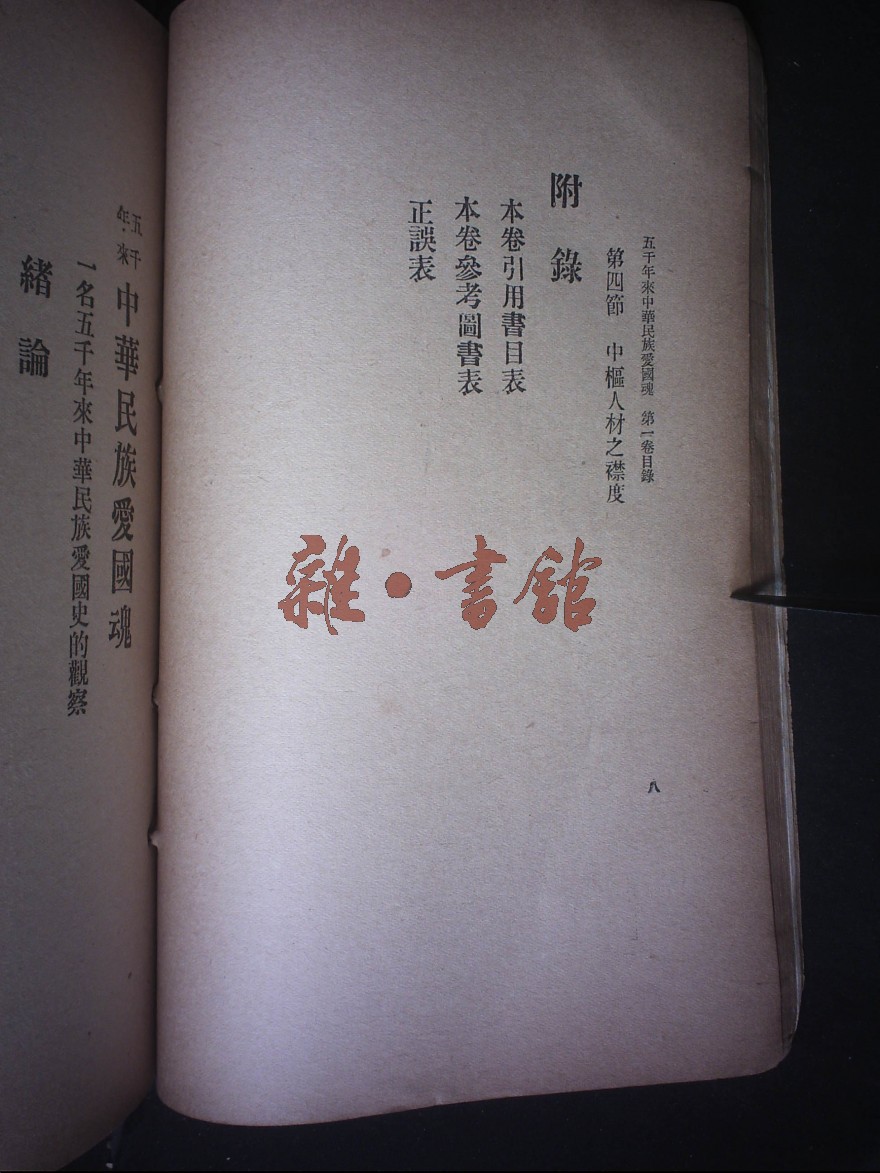 五千年來中華民族愛國魂 第一卷目錄
第四節 中樞人材之襟度
附錄
本卷引用書目表
本卷參考圖書表
正誤表
八
雜·書館
五千年來中華民族愛國魂
一名五千年來中華民族愛國史的觀察
緒論